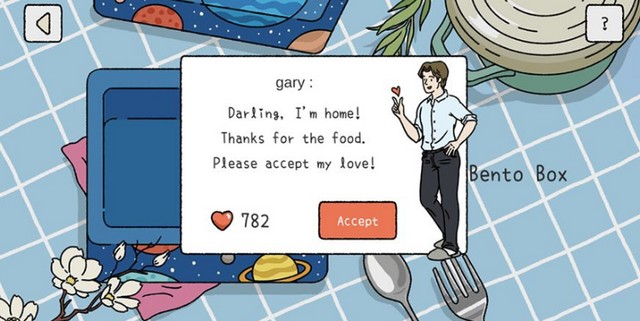 ?
gary :
Darling, I'm home!
Thanks for the food.
Please accept my love!
Bento Box
782
Accept